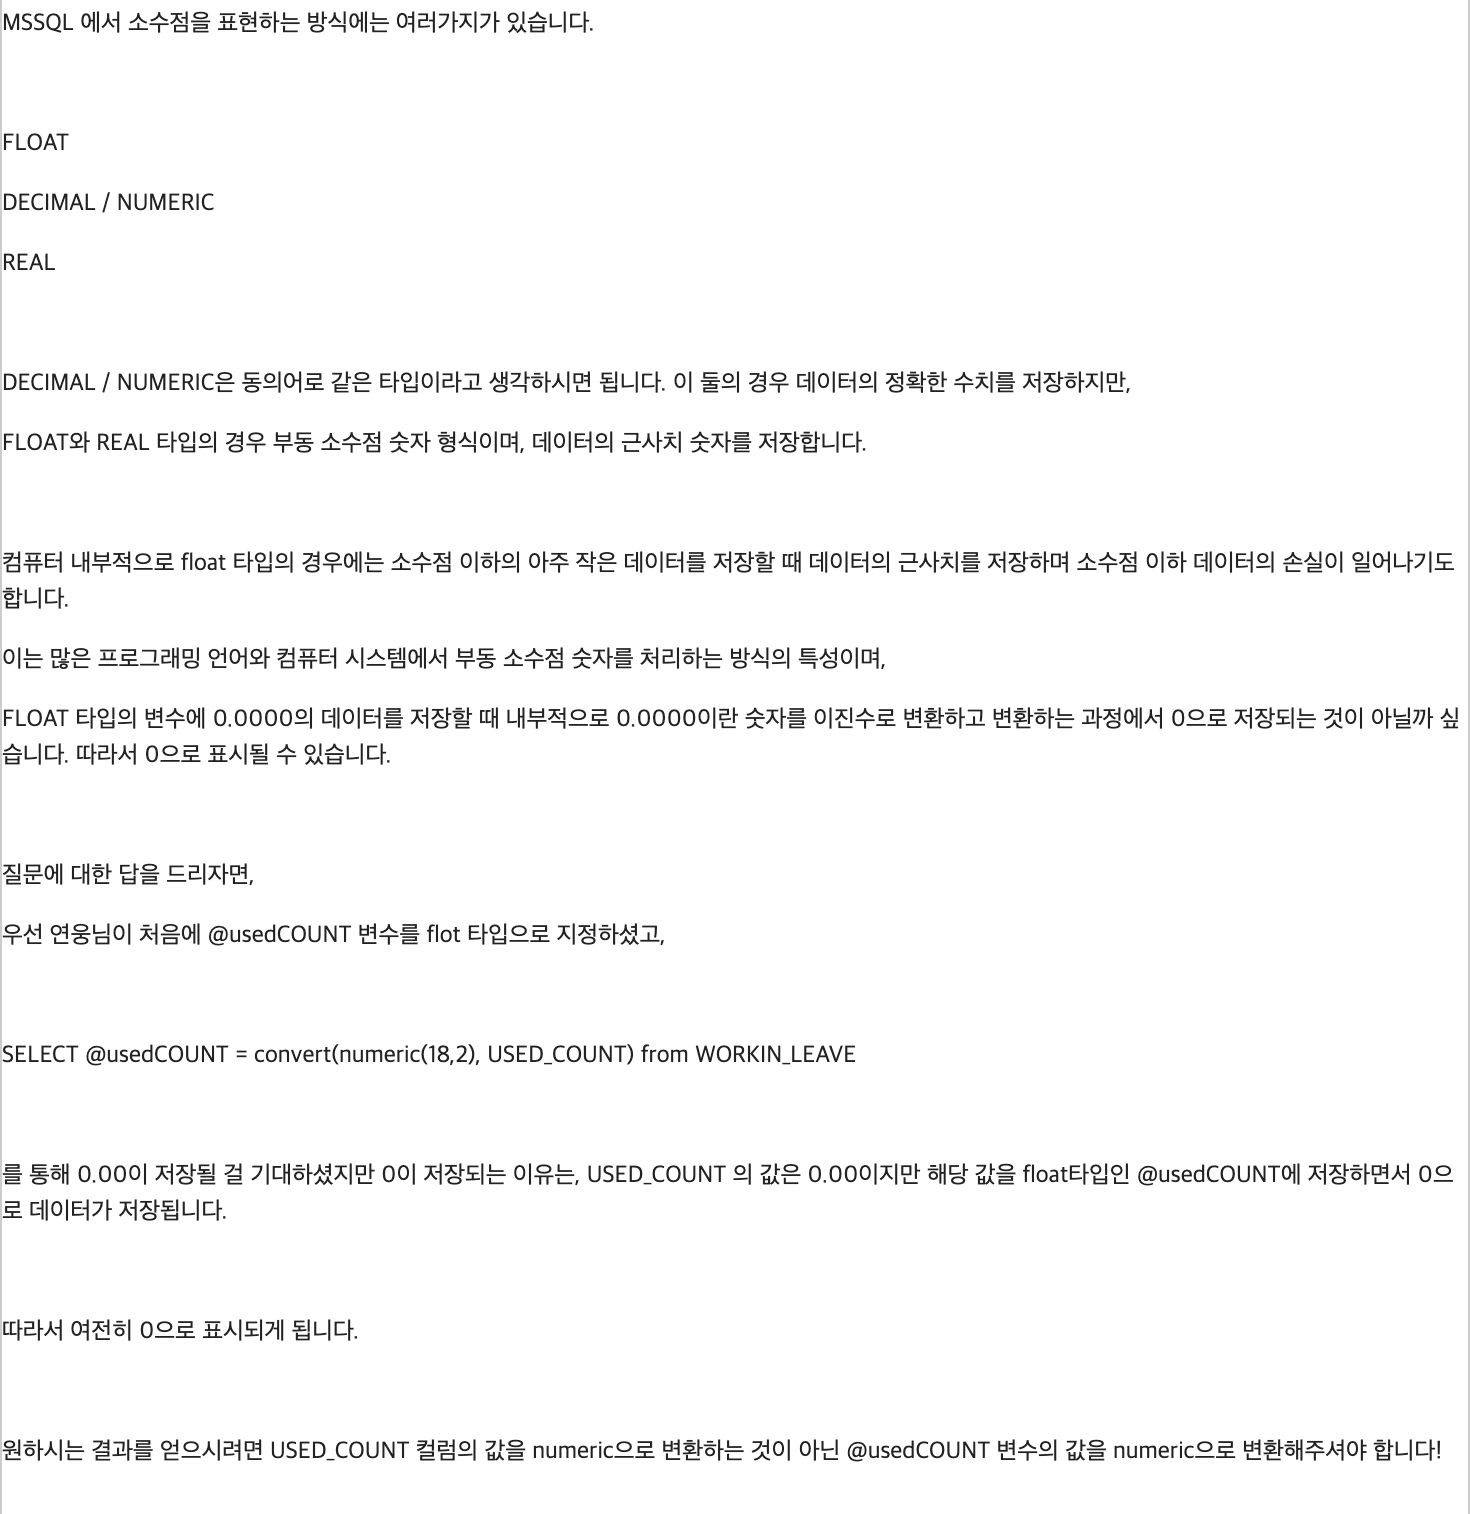 MSSQL 에서 소수점을 표현하는 방식에는 여러가지가 있습니다.
FLOAT
DECIMAL / NUMERIC
REAL
DECIMAL / NUMERIC은 동의어로 같은 타입이라고 생각하시면 됩니다. 이 둘의 경우 데이터의 정확한 수치를 저장하지만,
FLOAT와 REAL 타입의 경우 부동 소수점 숫자 형식이며, 데이터의 근사치 숫자를 저장합니다.
컴퓨터 내부적으로 float 타입의 경우에는 소수점 이하의 아주 작은 데이터를 저장할 때 데이터의 근사치를 저장하며 소수점 이하 데이터의 손실이 일어나기도
합니다.
이는 많은 프로그래밍 언어와 컴퓨터 시스템에서 부동 소수점 숫자를 처리하는 방식의 특성이며,
FLOAT 타입의 변수에 0.0000의 데이터를 저장할 때 내부적으로 0.0000이란 숫자를 이진수로 변환하고 변환하는 과정에서 0으로 저장되는 것이 아닐까 싶
습니다. 따라서 0으로 표시될 수 있습니다.
질문에 대한 답을 드리자면,
우선 연웅님이 처음에 @usedCOUNT 변수를 flot 타입으로 지정하셨고,
SELECT @usedCOUNT = convert(numeric(18,2), USED_COUNT) from WORKIN_LEAVE
를 통해 0.00이 저장될 걸 기대하셨지만 0이 저장되는 이유는, USED_COUNT 의 값은 0.00이지만 해당 값을 float타입인 @usedCOUNT에 저장하면서 0으
로 데이터가 저장됩니다.
따라서 여전히 0으로 표시되게 됩니다.
원하시는 결과를 얻으시려면 USED_COUNT 컬럼의 값을 numeric으로 변환하는 것이 아닌 @usedCOUNT 변수의 값을 numeric으로 변환해주셔야 합니다!